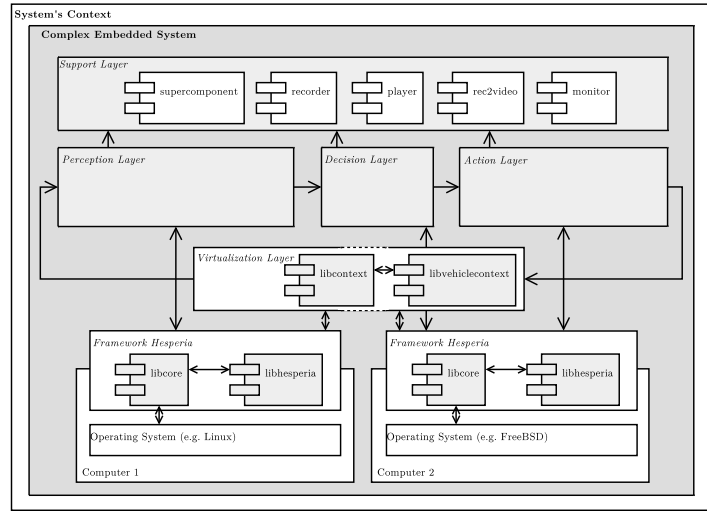 System's Context
Complex Embedded System
Support Layer
supercomponent
recorder
player
rec2video
monitor
Perception Layer
Decision Layer
Action Layer
Virtualization Layer
libcontext
libvehiclecontext
Framework Hesperia
libcore
libhesperia
Operating System (e.g. Linux)
Computer 1
Framework Hesperia
libcore
libhesperia
Operating System (e.g. FreeBSD)
Computer 2